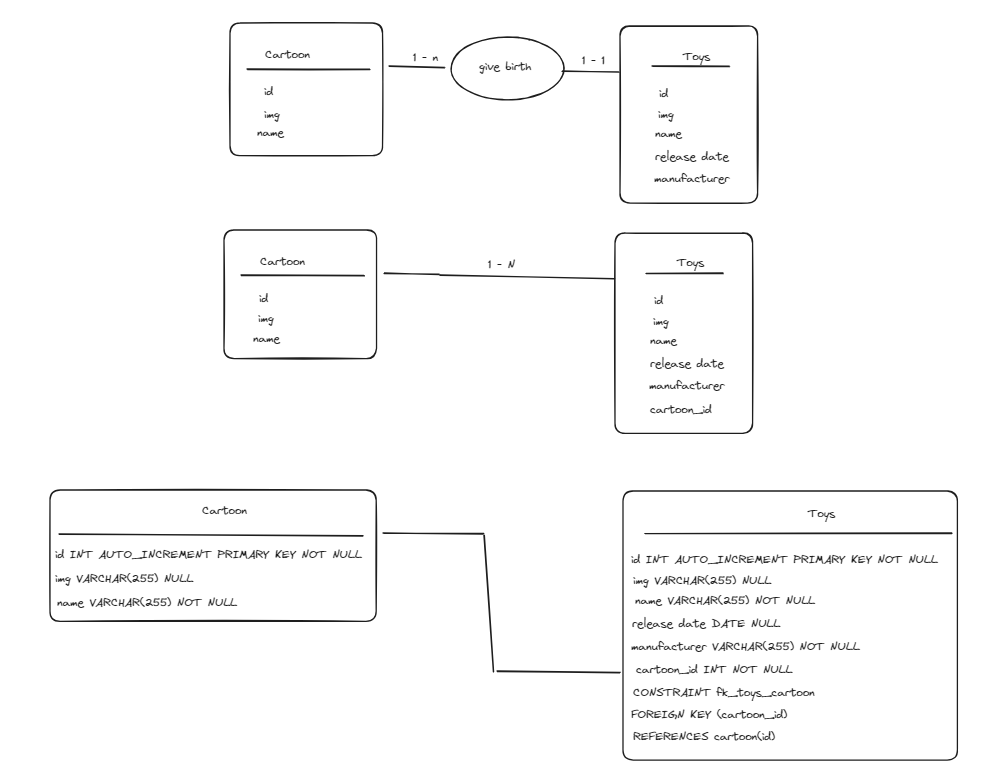 Cartoon
id
img
name
1 - n
give birth
1 - 1
Toys
id
img
name
release date
manufacturer
Cartoon
id
img
name
1 - N
Toys
id
img
name
release date
manufacturer
cartoon_id
Cartoon
id INT AUTO_INCREMENT PRIMARY KEY NOT NULL
img VARCHAR(255) NULL
name VARCHAR(255) NOT NULL
Toys
id INT AUTO_INCREMENT PRIMARY KEY NOT NULL
img VARCHAR(255) NULL
name VARCHAR(255) NOT NULL
release date DATE NULL
manufacturer VARCHAR(255) NOT NULL
cartoon_id INT NOT NULL
CONSTRAINT fk_toys_cartoon
FOREIGN KEY (cartoon_id)
REFERENCES cartoon(id)